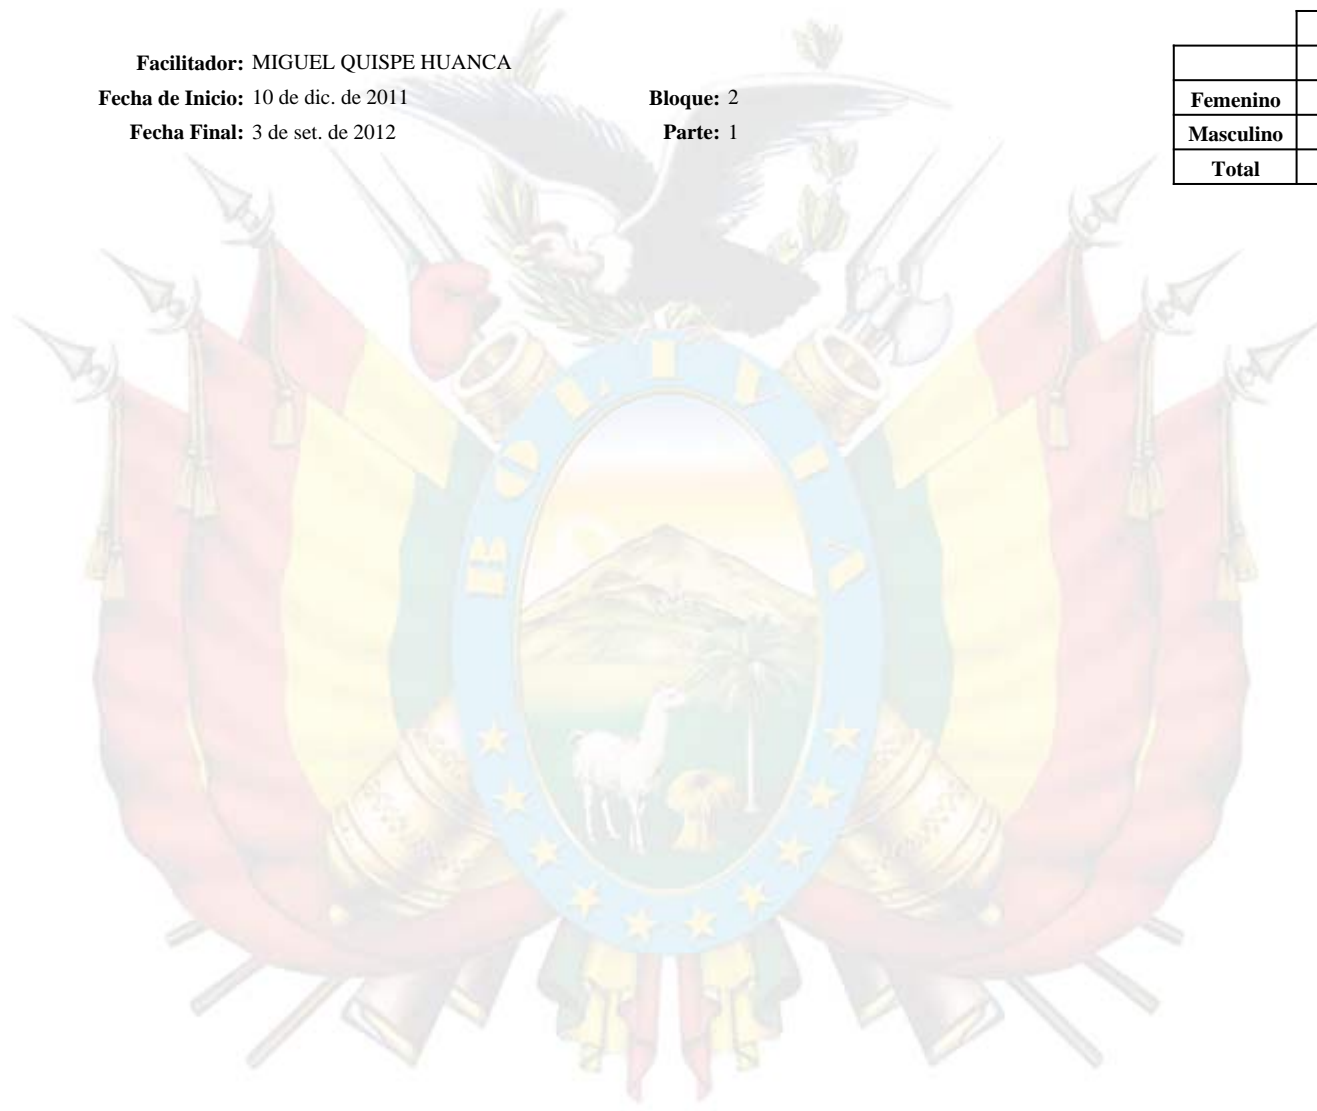 Facilitador: MIGUEL QUISPE HUANCA
Fecha de Inicio: 10 de dic. de 2011 Bloque: 2
Femenino
Fecha Final: 3 de set. de 2012 Parte: 1
Masculino
Total
BOLIVIA